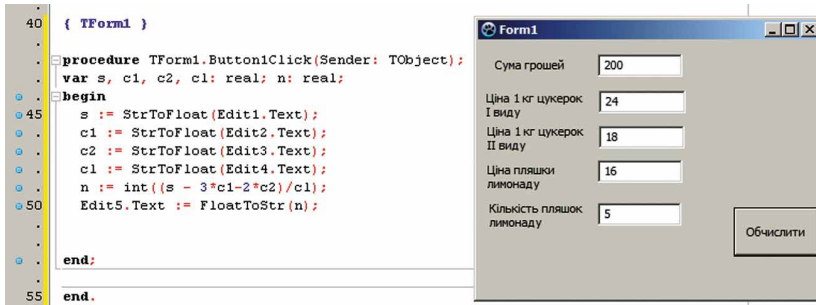 40 { TForm1 }
procedure TForm1.Button1Click(Sender: TObject);
var s, c1, c2, cl: real; n: real;
begin
45 s := StrToFloat(Edit1.Text);
c1 := StrToFloat(Edit2.Text);
c2 := StrToFloat(Edit3.Text);
cl := StrToFloat(Edit4.Text);
n := int((s - 3*c1-2*c2)/cl);
50 Edit5.Text := FloatToStr(n);
end;
55 end.
Form1
Сума грошей 200
Ціна 1 кг цукерок
І виду
24
Ціна 1 кг цукерок
ІІ виду
18
Ціна пляшки
лимонаду
16
Кількість пляшок
лимонаду
5
Обчислити